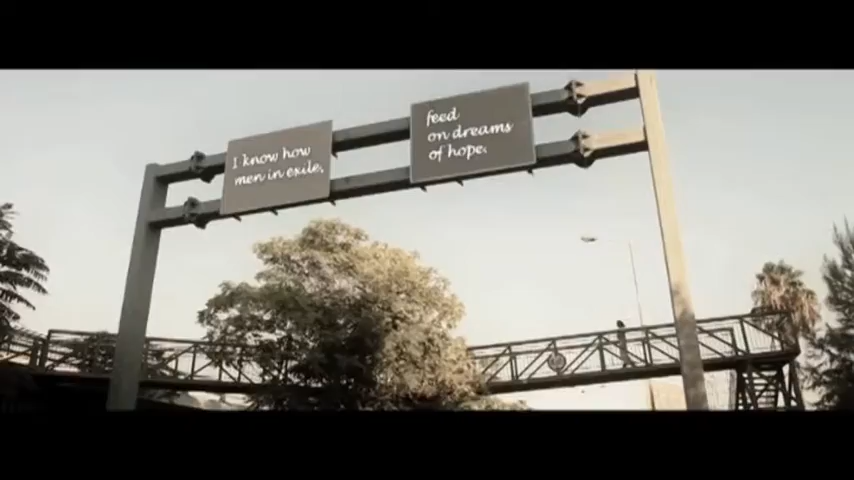 I know how
men in exile,
feed
on dreams
of hope.